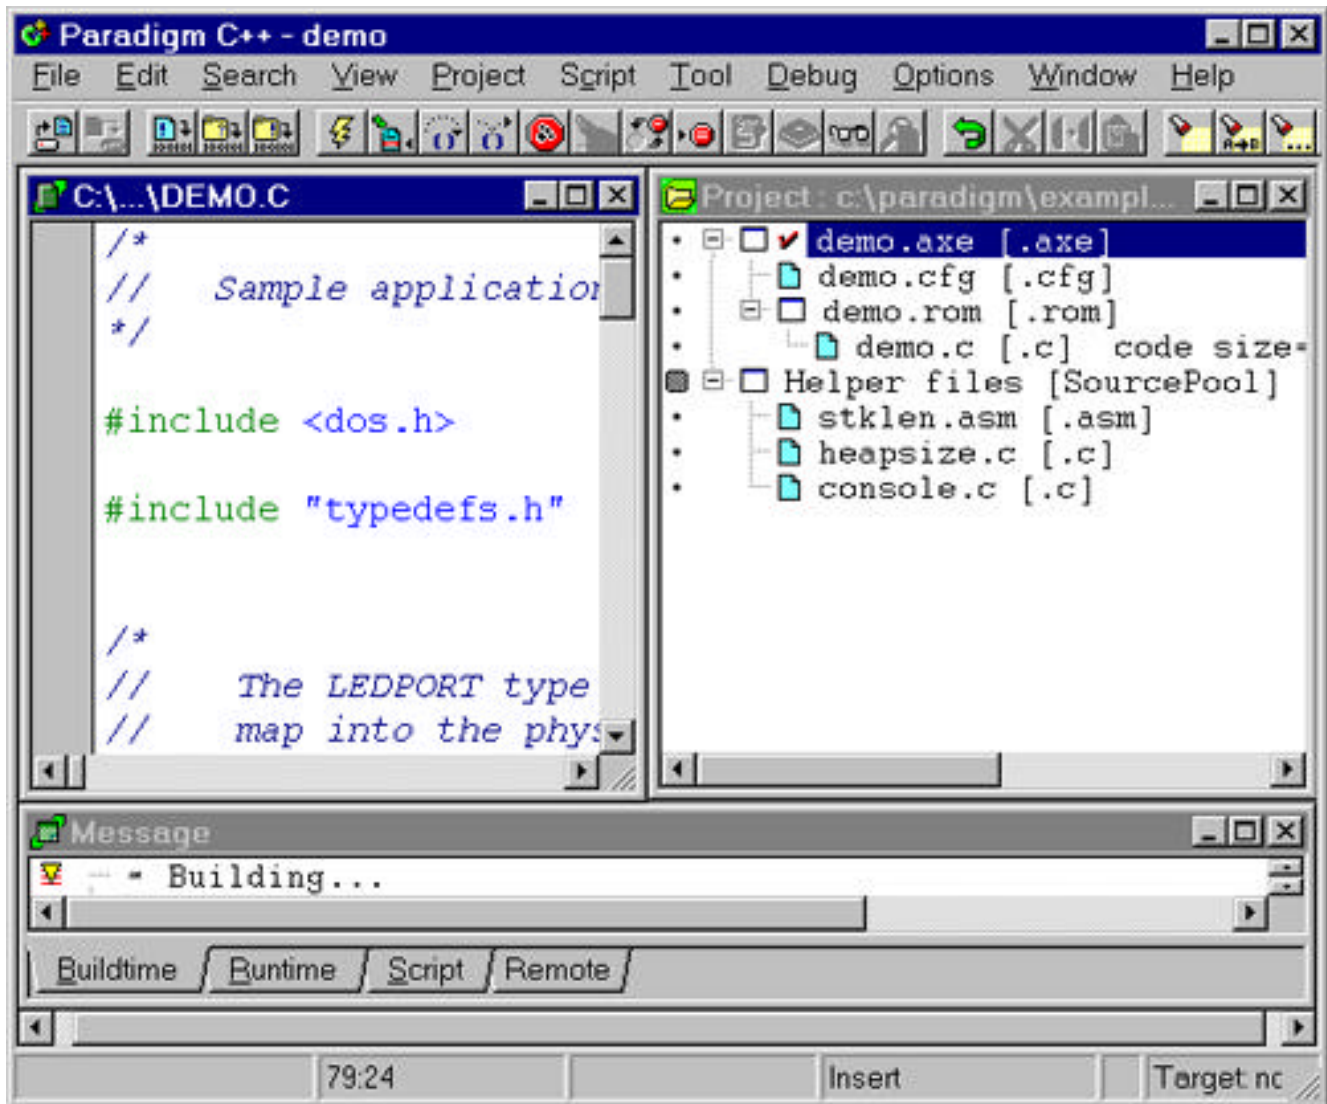 Paradigm C++ - demo
File Edit Search View Project Script Tool Debug Options Window Help
C:\...\DEMO.C
/*
// Sample application
*/
#include <dos.h>
#include "typedefs.h"
/*
// The LEDPORT type
// map into the phys
Project : c:\paradigm\exampl...
demo.axe [.axe]
demo.cfg [.cfg]
demo.rom [.rom]
demo.c [.c] code size=
Helper files [SourcePool]
stklen.asm [.asm]
heapsize.c [.c]
console.c [.c]
Message
Building...
Buildtime Runtime Script Remote
79:24 Insert Target nc